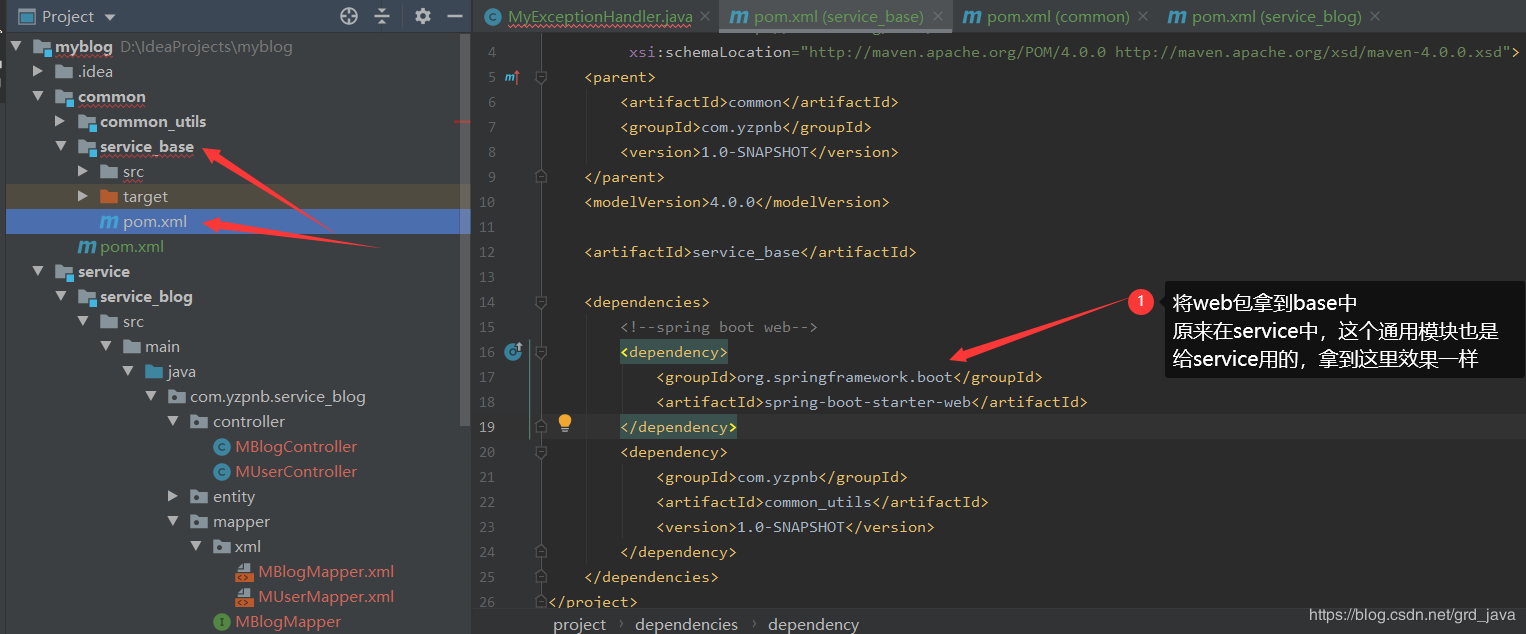 Project
myblog D:\IdeaProjects\myblog
.idea
common
common_utils
service_base
src
target
pom.xml
pom.xml
service
service_blog
src
main
java
com.yzpnb.service_blog
controller
MBlogController
MUserController
entity
mapper
xml
MBlogMapper.xml
MUserMapper.xml
MBlogMapper
MyExceptionHandler.java
pom.xml (service_base)
pom.xml (common)
pom.xml (service_blog)
4 xsi:schemaLocation="http://maven.apache.org/POM/4.0.0 http://maven.apache.org/xsd/maven-4.0.0.xsd">
5 <parent>
6 <artifactId>common</artifactId>
7 <groupId>com.yzpnb</groupId>
8 <version>1.0-SNAPSHOT</version>
9 </parent>
10 <modelVersion>4.0.0</modelVersion>
11
12 <artifactId>service_base</artifactId>
13
14 <dependencies>
15 <!--spring boot web-->
16 <dependency>
17 <groupId>org.springframework.boot</groupId>
18 <artifactId>spring-boot-starter-web</artifactId>
19 </dependency>
20 <dependency>
21 <groupId>com.yzpnb</groupId>
22 <artifactId>common_utils</artifactId>
23 <version>1.0-SNAPSHOT</version>
24 </dependency>
25 </dependencies>
26 </project>
1
将web包拿到base中
原来在service中，这个通用模块也是
给service用的，拿到这里效果一样
project › dependencies › dependency
https://blog.csdn.net/grd_java